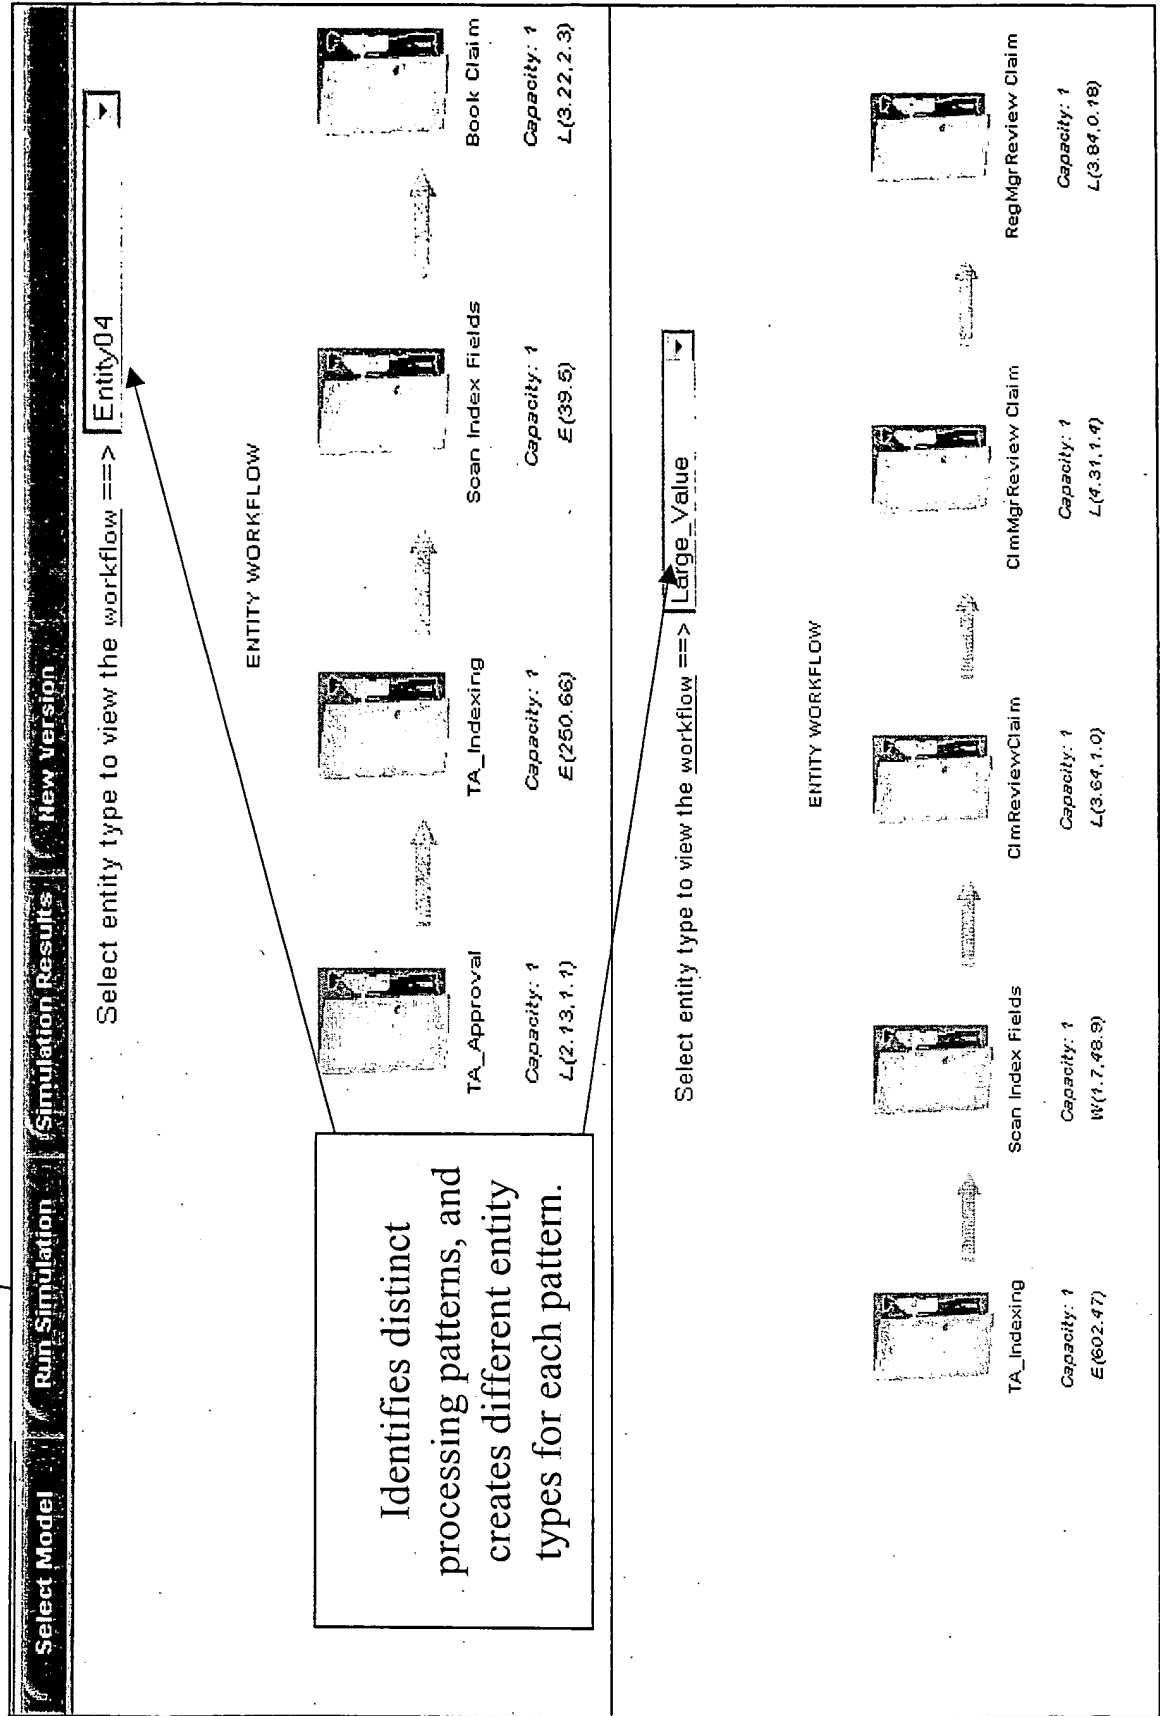 Select Model
Run Simulation
Simulation Results
New Version
Select entity type to view the workflow ==> Entity04
ENTITY WORKFLOW
TA_Approval
Capacity: 1
L(2.13,1.1)
TA_Indexing
Capacity: 1
E(250.66)
Scan Index Fields
Capacity: 1
E(39.5)
Book Claim
Capacity: 1
L(3.22,2.3)
Identifies distinct
processing patterns, and
creates different entity
types for each pattern.
Select entity type to view the workflow ==> Large_Value
ENTITY WORKFLOW
TA_Indexing
Capacity: 1
E(602.47)
Scan Index Fields
Capacity: 1
W(1.7,48.9)
ClmReviewClaim
Capacity: 1
L(3.64,1.0)
ClmMgrReview Claim
Capacity: 1
L(4.31,1.4)
RegMgrReview Claim
Capacity: 1
L(3.84,0.18)